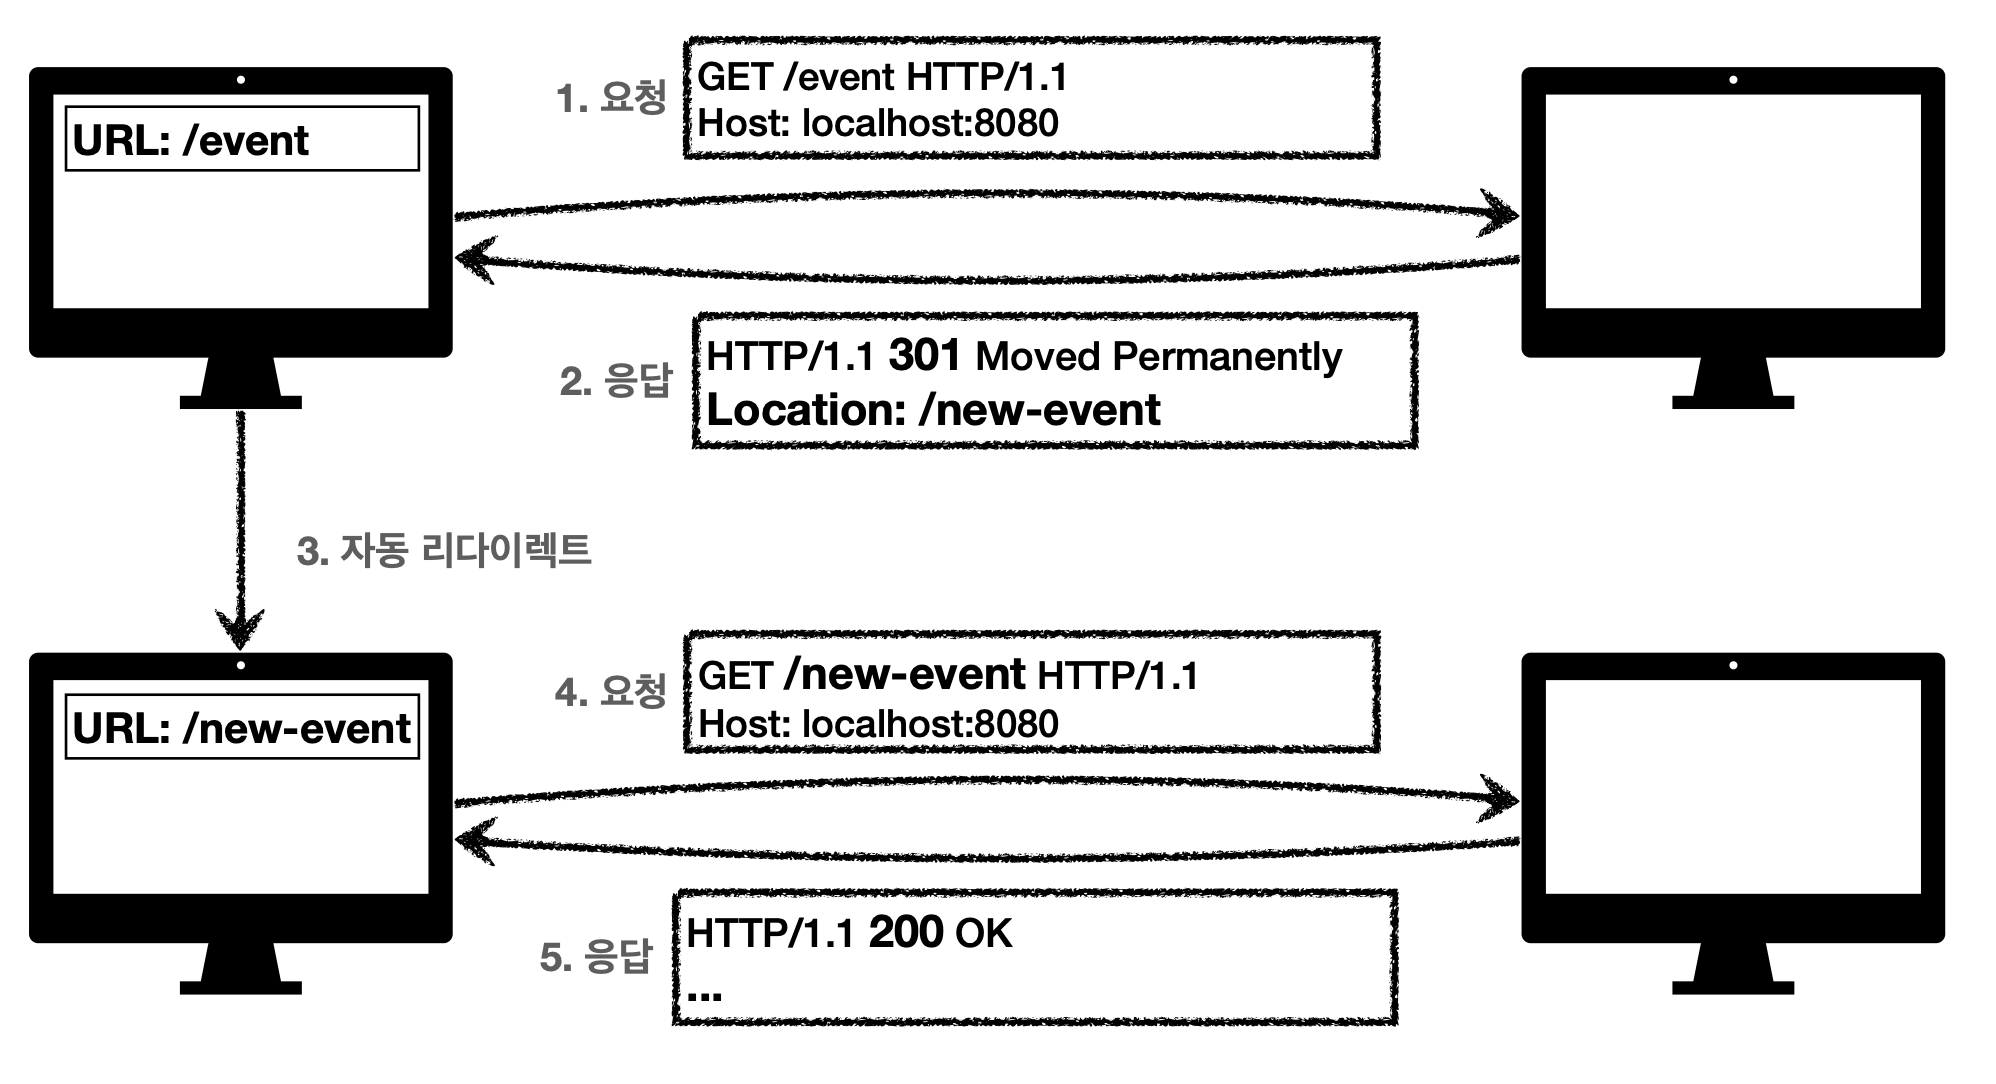 URL: /event
1. 요청
GET /event HTTP/1.1
Host: localhost:8080
2. 응답
HTTP/1.1 301 Moved Permanently
Location: /new-event
3. 자동 리다이렉트
URL: /new-event
4. 요청
GET /new-event HTTP/1.1
Host: localhost:8080
5. 응답
HTTP/1.1 200 OK
...